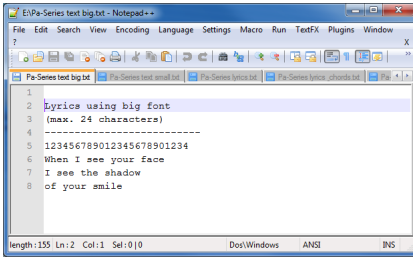 E:\Pa-Series text big.txt - Notepad++
File Edit Search View Encoding Language Settings Macro Run TextFX Plugins Window
? X
Pa-Series text big.txt Pa-Series text small.txt Pa-Series lyrics.txt Pa-Series lyrics_chords.txt Pa
1
2 Lyrics using big font
3 (max. 24 characters)
4 ----------------------------
5 123456789012345678901234
6 When I see your face
7 I see the shadow
8 of your smile
length:155 Ln:2 Col:1 Sel:0|0 Dos\Windows ANSI INS